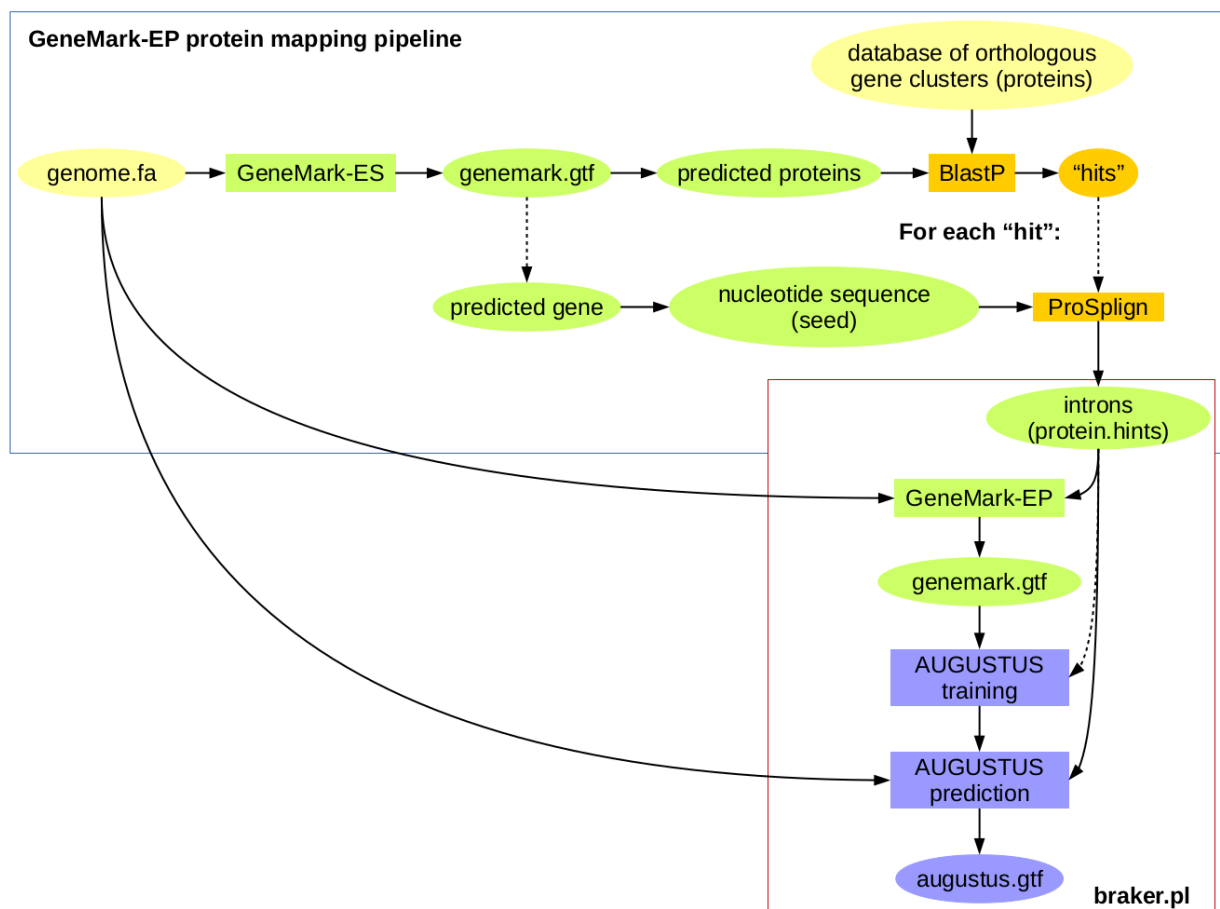 GeneMark-EP protein mapping pipeline
database of orthologous
gene clusters (proteins)
genome.fa
GeneMark-ES
genemark.gtf
predicted proteins
BlastP
“hits”
For each “hit”:
predicted gene
nucleotide sequence
(seed)
ProSplign
introns
(protein.hints)
GeneMark-EP
genemark.gtf
AUGUSTUS
training
AUGUSTUS
prediction
augustus.gtf
braker.pl